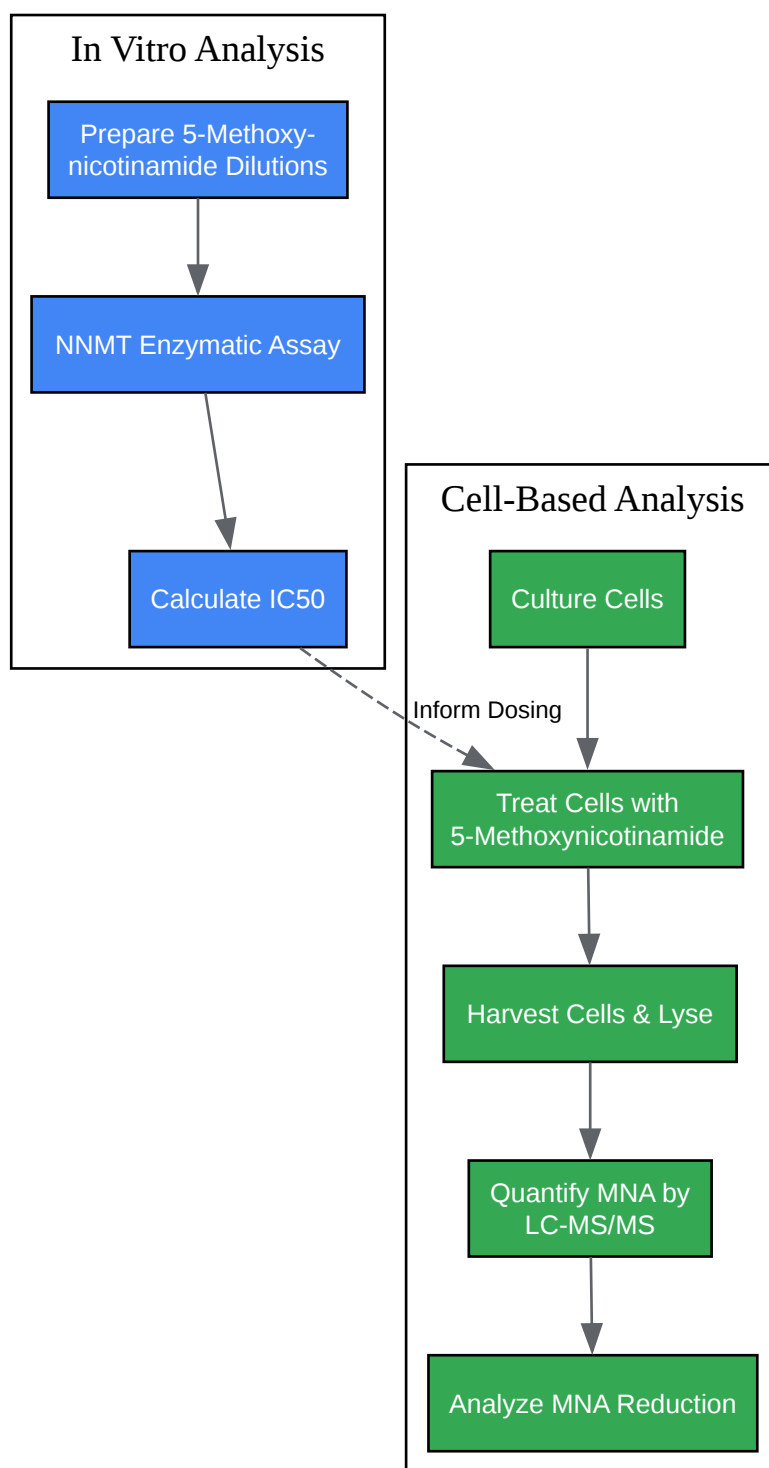 In Vitro Analysis
Prepare 5-Methoxy-
nicotinamide Dilutions
NNMT Enzymatic Assay
Calculate IC50
Inform Dosing
Cell-Based Analysis
Culture Cells
Treat Cells with
5-Methoxynicotinamide
Harvest Cells & Lyse
Quantify MNA by
LC-MS/MS
Analyze MNA Reduction